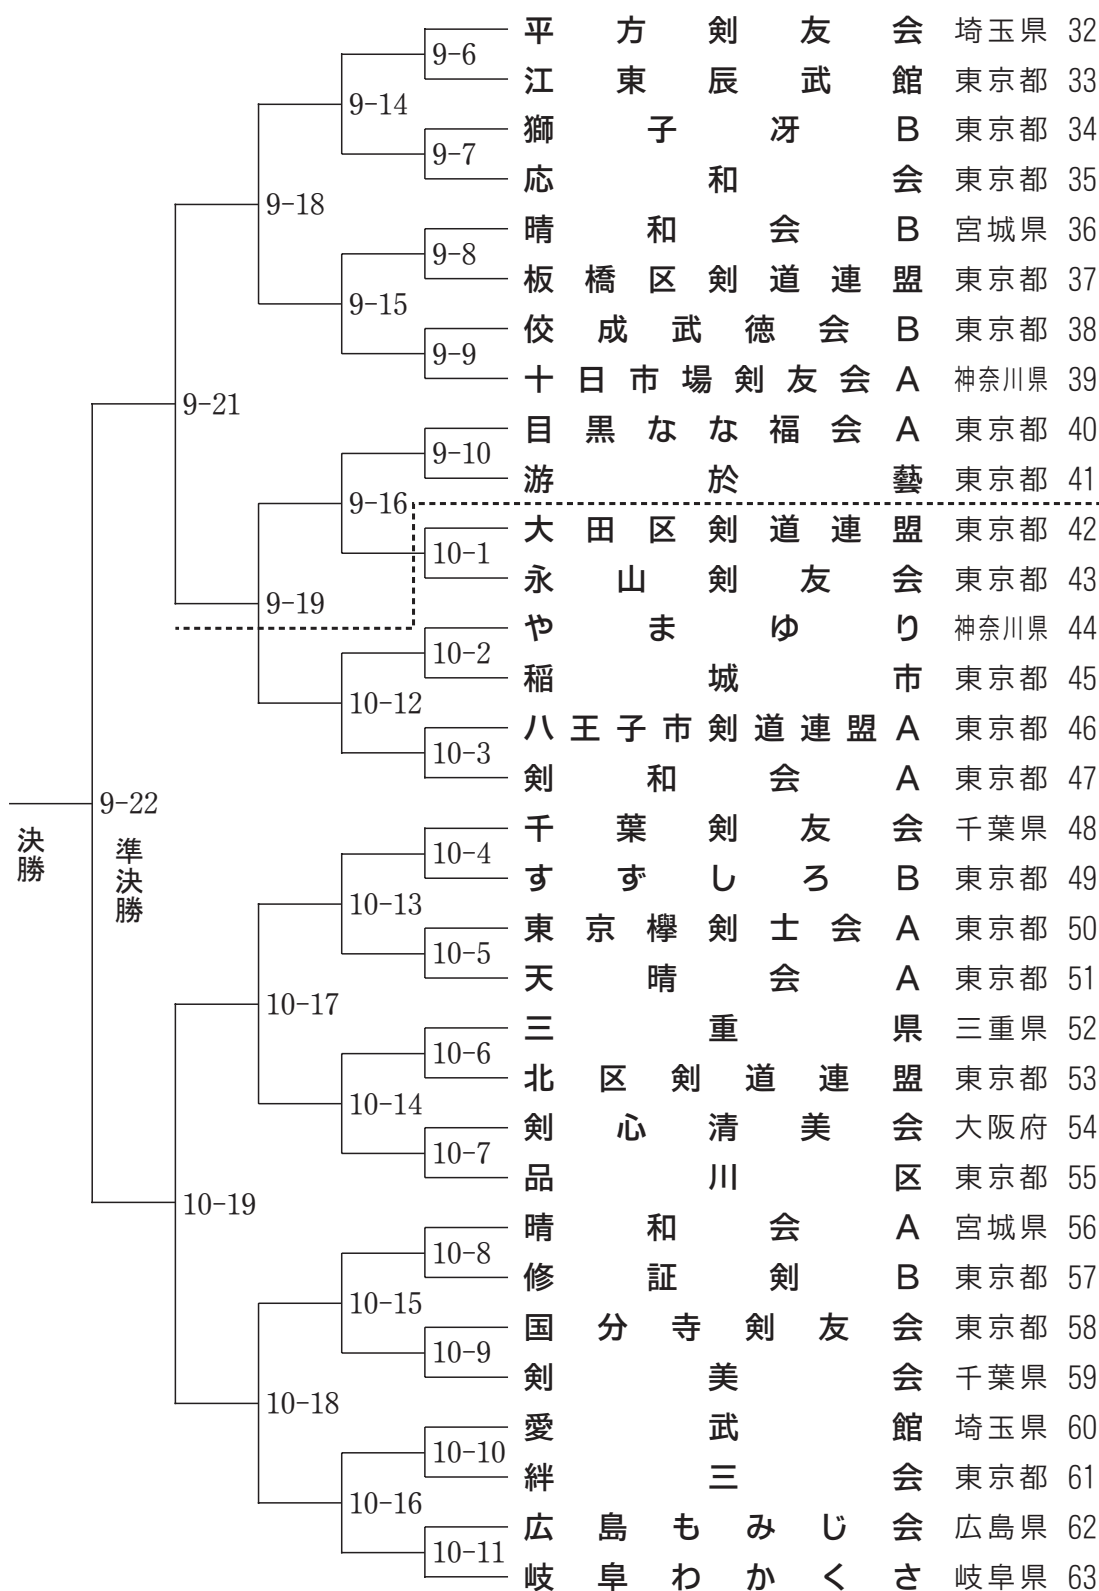 平方剣友会 埼玉県 32
9-6
江東辰武館 東京都 33
9-14
獅子冴B 東京都 34
9-7
応和会 東京都 35
9-18
晴和会B 宮城県 36
9-8
板橋区剣道連盟 東京都 37
9-15
佼成武徳会B 東京都 38
9-9
十日市場剣友会A 神奈川県 39
9-21
目黒なな福会A 東京都 40
9-10
游於藝 東京都 41
9-16
大田区剣道連盟 東京都 42
10-1
永山剣友会 東京都 43
9-19
やまゆり 神奈川県 44
10-2
稲城市 東京都 45
10-12
八王子市剣道連盟A 東京都 46
10-3
剣和会A 東京都 47
9-22
決勝
準決勝
千葉剣友会 千葉県 48
10-4
すずしろB 東京都 49
10-13
東京欅剣士会A 東京都 50
10-5
天晴会A 東京都 51
10-17
三重県 三重県 52
10-6
北区剣道連盟 東京都 53
10-14
剣心清美会 大阪府 54
10-7
品川区 東京都 55
10-19
晴和会A 宮城県 56
10-8
修証剣B 東京都 57
10-15
国分寺剣友会 東京都 58
10-9
剣美会 千葉県 59
10-18
愛武館 埼玉県 60
10-10
絆三会 東京都 61
10-16
広島もみじ会 広島県 62
10-11
岐阜わかくさ 岐阜県 63